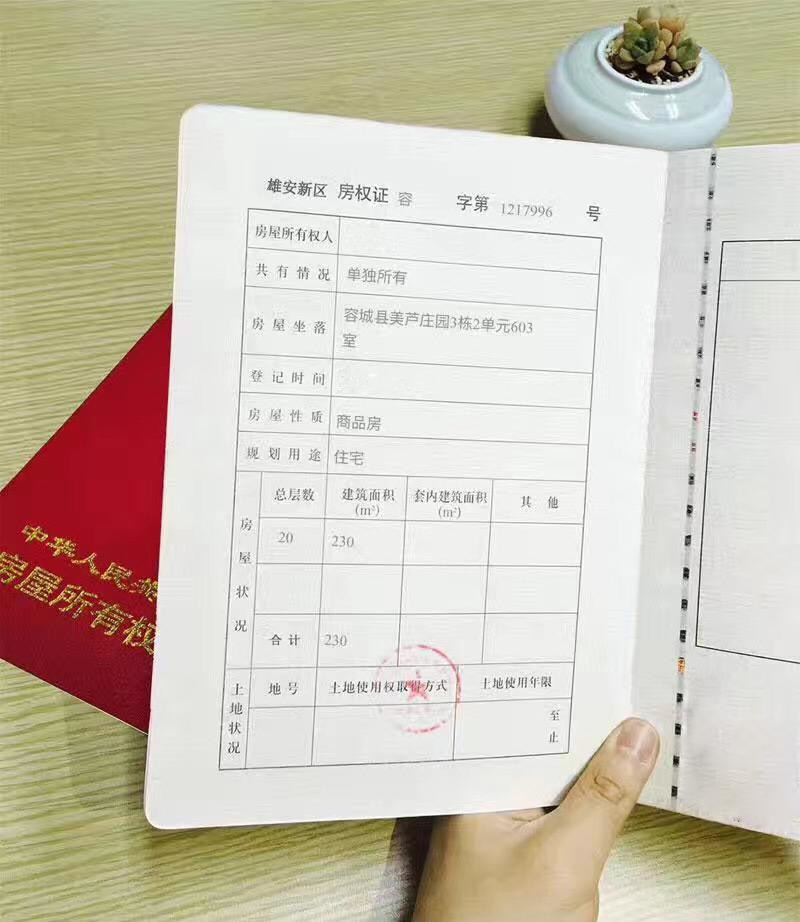 雄安新区 房权证 容 字第 1217996 号
房屋所有权人
共有情况 单独所有
房屋坐落 容城县美芦庄园3栋2单元603
室
登记时间
房屋性质 商品房
规划用途 住宅
房屋状况
总层数 建筑面积(m²) 套内建筑面积(m²) 其他
20 230
合计 230
土地状况
地号 土地使用权取得方式 土地使用年限
至
止
中华人民共
房屋所有权